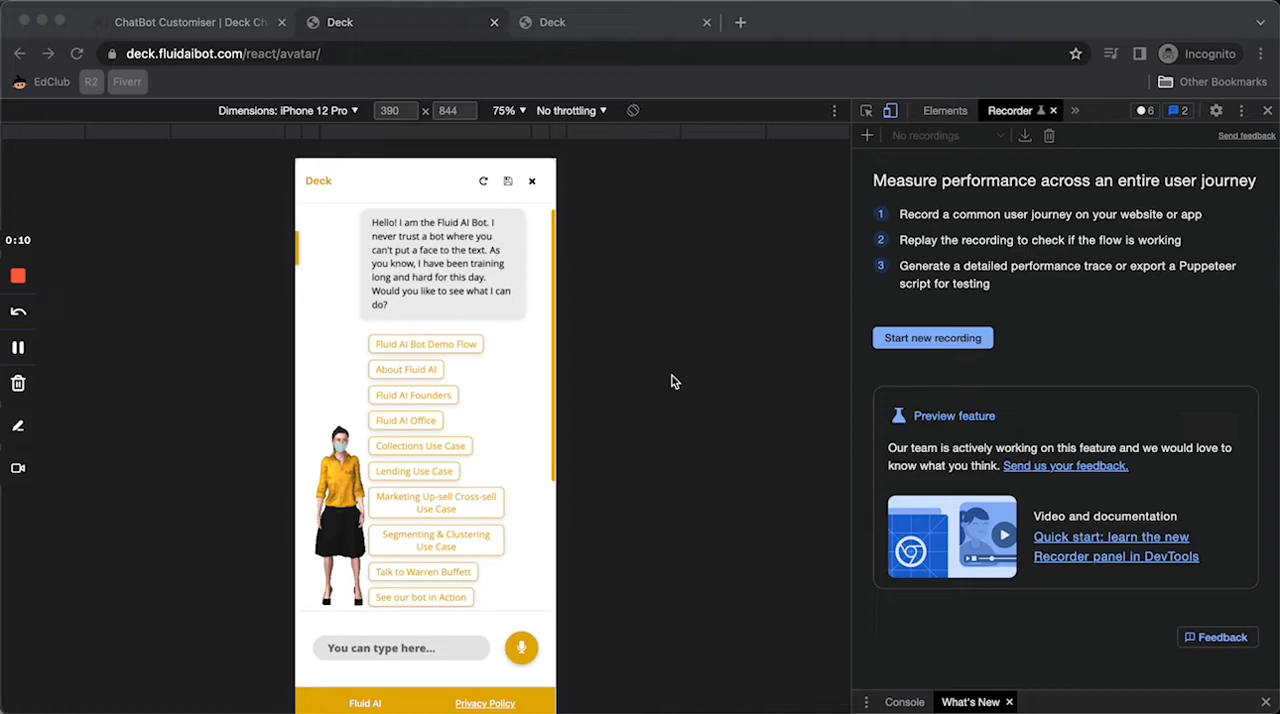 ChatBot Customiser | Deck Ch
Deck
Deck
deck.fluidaibot.com/react/avatar/
Incognito
EdClub
R2
Fiverr
Other Bookmarks
Dimensions: iPhone 12 Pro
390
x
844
75%
No throttling
Elements
Recorder
6
2
No recordings
Send feedback
0:10
Deck
Hello! I am the Fluid AI Bot. I
never trust a bot where you
can't put a face to the text. As
you know, I have been training
long and hard for this day.
Would you like to see what I can
do?
Fluid AI Bot Demo Flow
About Fluid AI
Fluid AI Founders
Fluid AI Office
Collections Use Case
Lending Use Case
Marketing Up-sell Cross-sell
Use Case
Segmenting & Clustering
Use Case
Talk to Warren Buffett
See our bot in Action
You can type here...
Fluid AI
Privacy Policy
Measure performance across an entire user journey
1 Record a common user journey on your website or app
2 Replay the recording to check if the flow is working
3 Generate a detailed performance trace or export a Puppeteer
script for testing
Start new recording
Preview feature
Our team is actively working on this feature and we would love to
know what you think. Send us your feedback.
Video and documentation
Quick start: learn the new
Recorder panel in DevTools
Feedback
Console
What's New